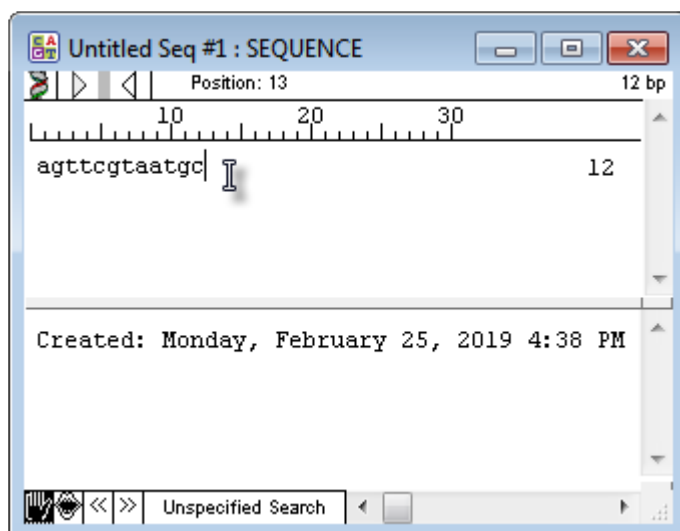 Untitled Seq #1 : SEQUENCE
Position: 13 12 bp
10 20 30
agttcgtaatgc 12
Created: Monday, February 25, 2019 4:38 PM
Unspecified Search